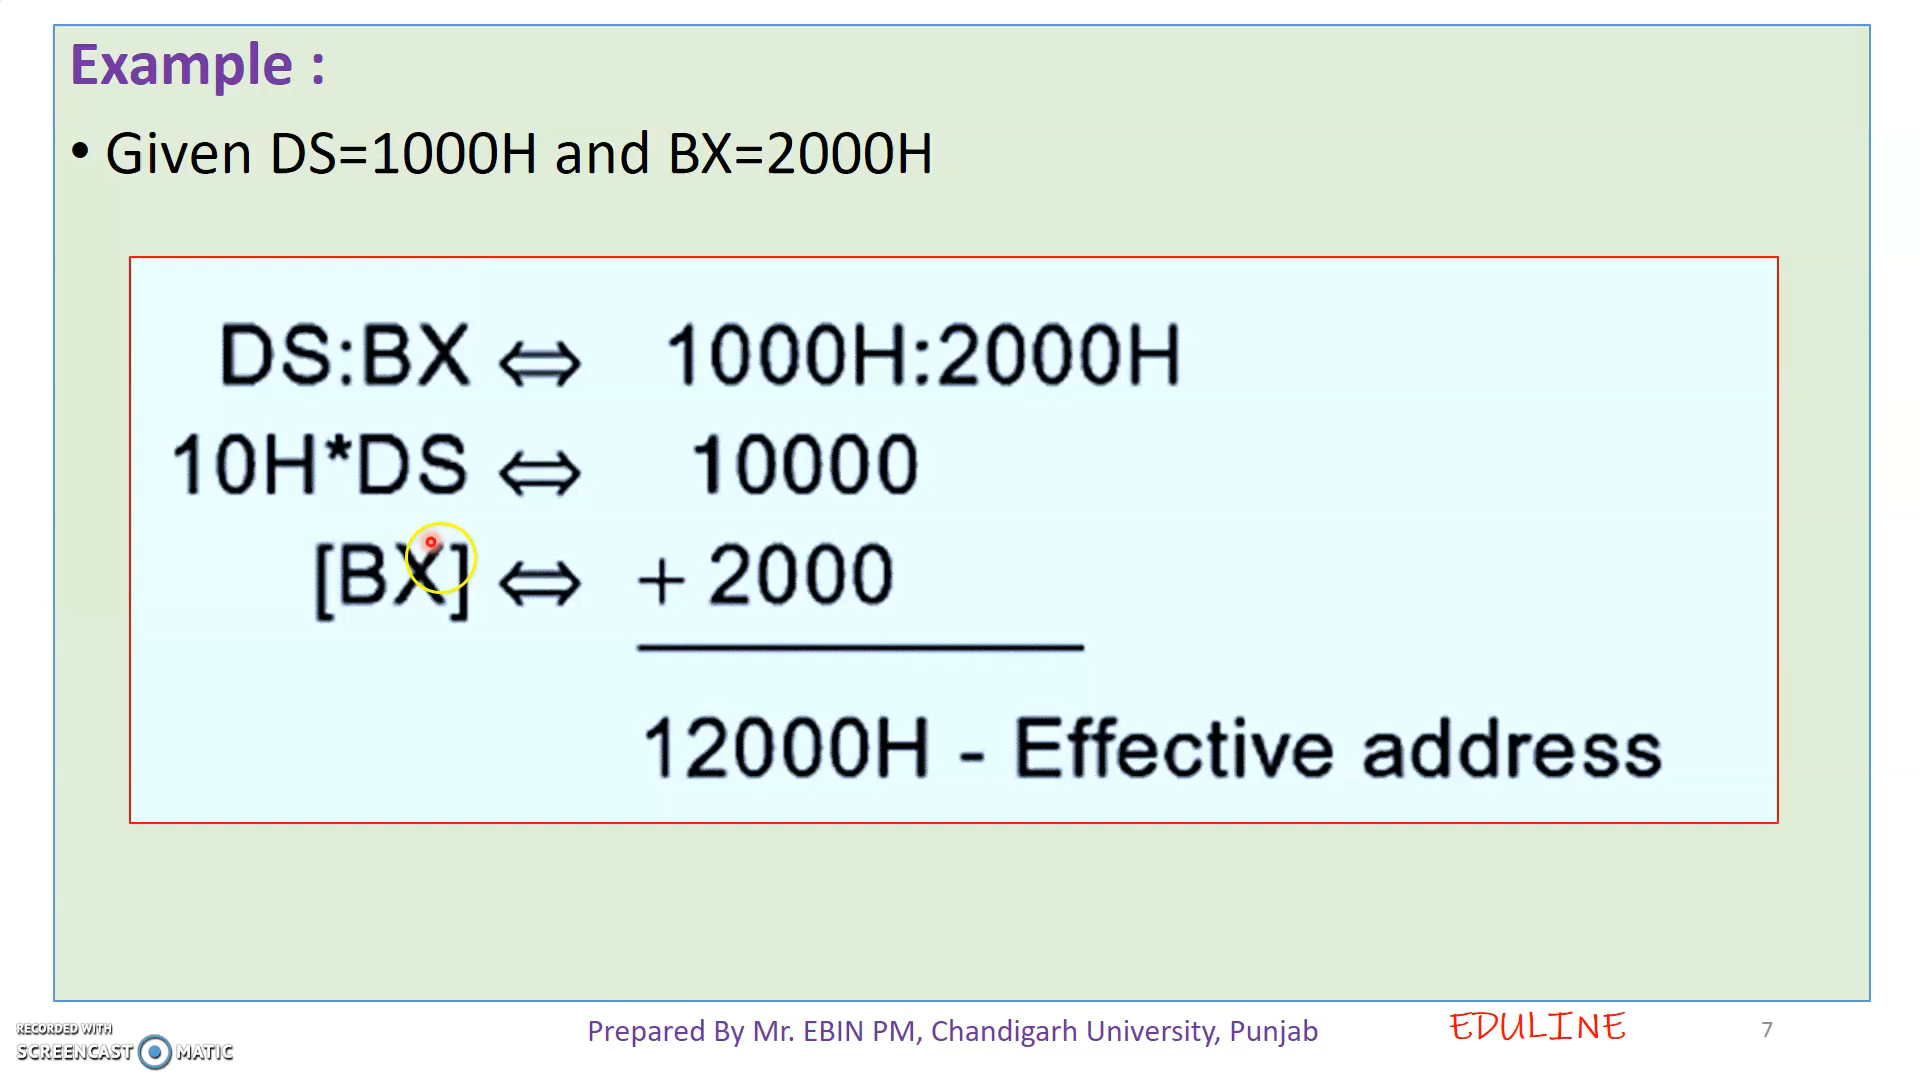 Example :
• Given DS=1000H and BX=2000H
DS:BX ⇔ 1000H:2000H
10H*DS ⇔ 10000
[BX] ⇔ + 2000
12000H - Effective address
RECORDED WITH
SCREENCAST MATIC
Prepared By Mr. EBIN PM, Chandigarh University, Punjab
EDULINE
7